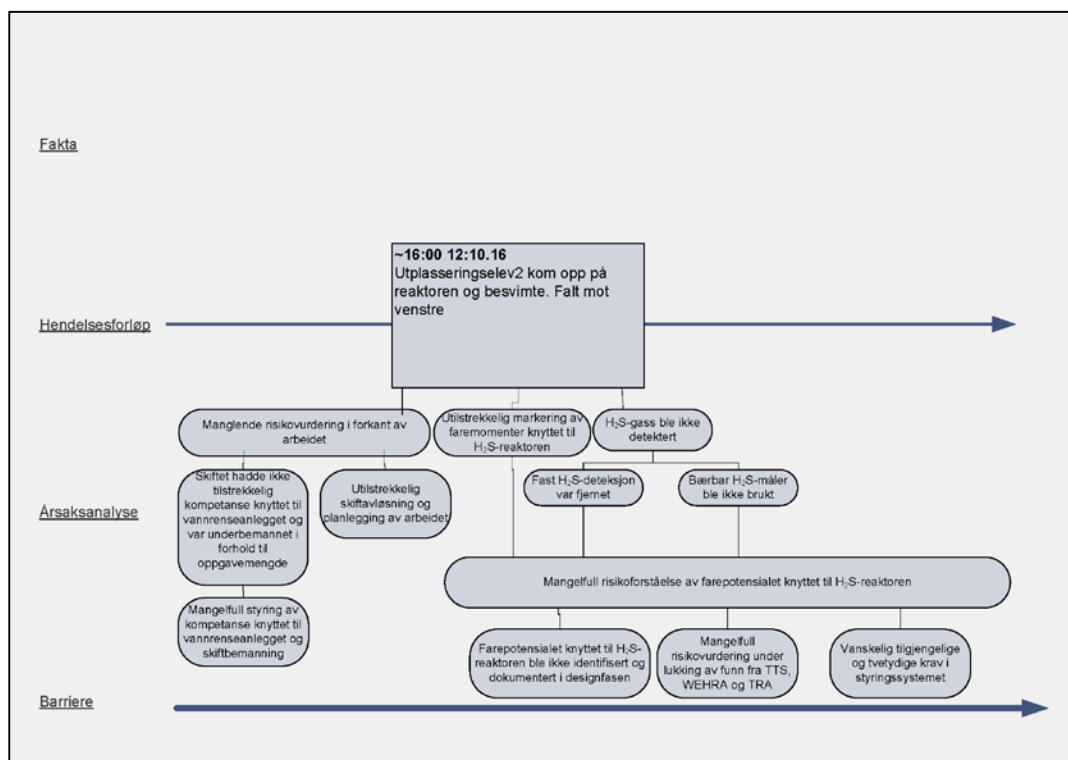 Fakta
~16:00 12:10.16
Utplasseringselev2 kom opp på
reaktoren og besvimte. Falt mot
venstre
Hendelsesforløp
Manglende risikovurdering i forkant av
arbeidet
Utilstrekkelig markering av
faremomenter knyttet til
H₂S-reaktoren
H₂S-gass ble ikke
detektert
Skiftet hadde ikke
tilstrekkelig
kompetanse knyttet til
vannrenseanlegget og
var underbemannet i
forhold til
oppgavemengde
Utilstrekkelig
skiftavløsning og
planlegging av arbeidet
Fast H₂S-deteksjon
var fjernet
Bærbar H₂S-måler
ble ikke brukt
Årsaksanalyse
Mangelfull risikoforståelse av farepotensialet knyttet til H₂S-reaktoren
Mangelfull styring av
kompetanse knyttet til
vannrenseanlegget og
skiftbemanning
Farepotensialet knyttet til H₂S-
reaktoren ble ikke identifisert og
dokumentert i designfasen
Mangelfull
risikovurdering under
lukking av funn fra TTS,
WEHRA og TRA
Vanskelig tilgjengelige
og tvetydige krav i
styringssystemet
Barriere